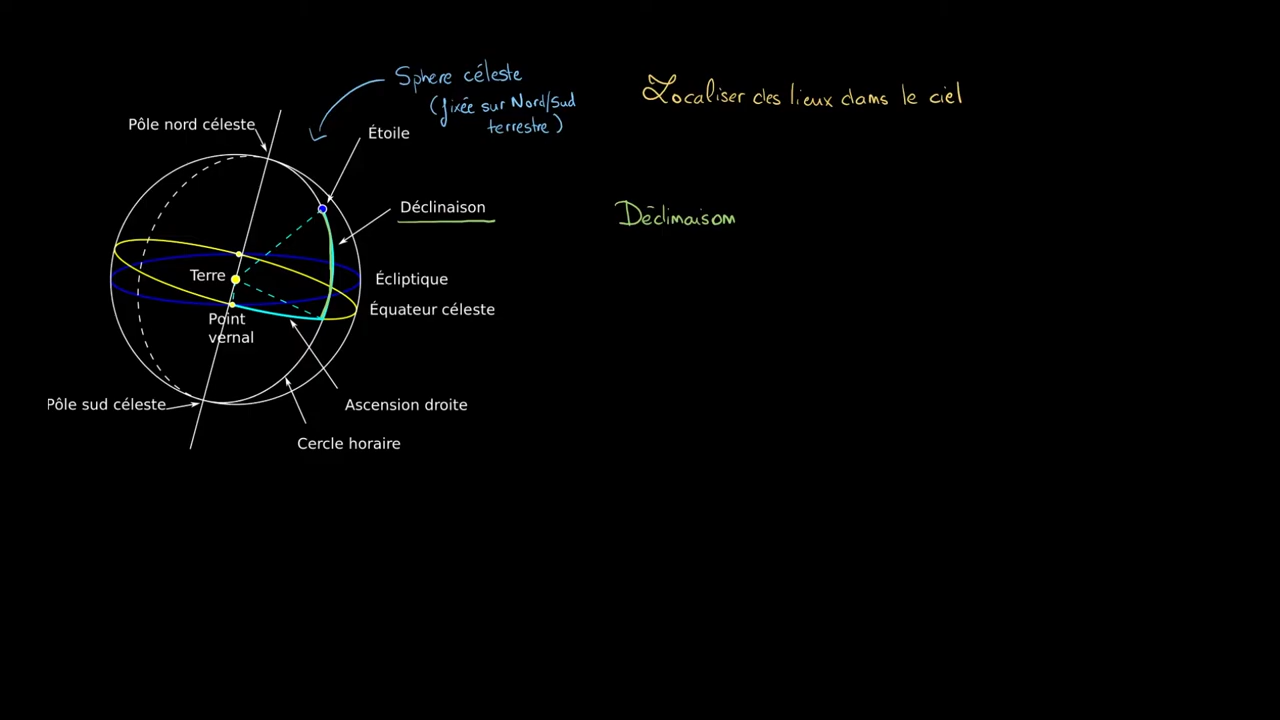 Sphere céleste
(fixée sur Nord/Sud
terrestre)
Localiser des lieux dans le ciel
Pôle nord céleste
Étoile
Déclinaison
Déclinaison
Terre
Écliptique
Équateur céleste
Point
vernal
Pôle sud céleste
Ascension droite
Cercle horaire